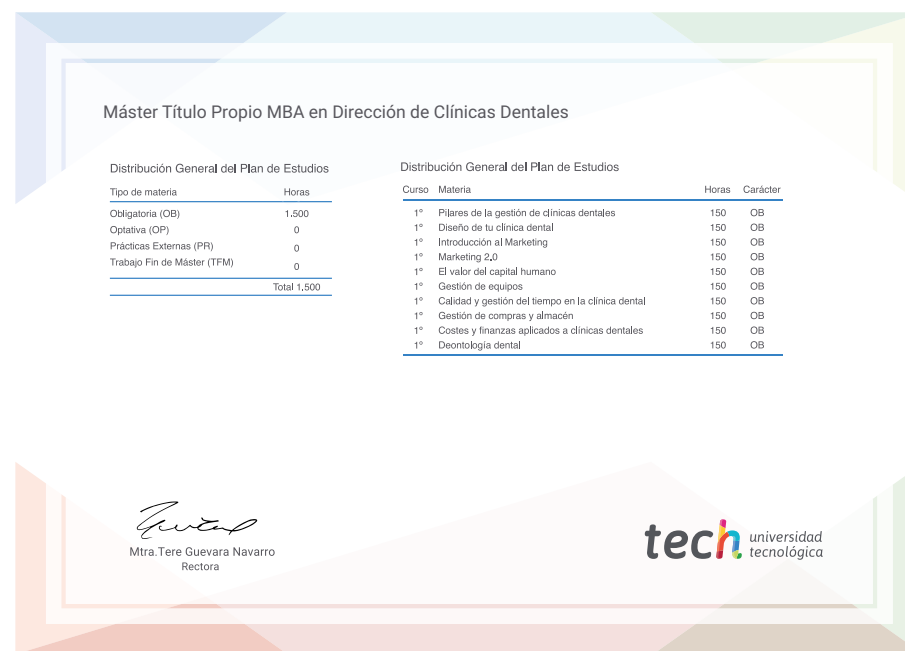 Máster Título Propio MBA en Dirección de Clínicas Dentales
Distribución General del Plan de Estudios
Tipo de materia Horas
Obligatoria (OB) 1.500
Optativa (OP) 0
Prácticas Externas (PR) 0
Trabajo Fin de Máster (TFM) 0
Total 1.500
Distribución General del Plan de Estudios
Curso Materia Horas Carácter
1º Pilares de la gestión de clínicas dentales 150 OB
1º Diseño de tu clínica dental 150 OB
1º Introducción al Marketing 150 OB
1º Marketing 2.0 150 OB
1º El valor del capital humano 150 OB
1º Gestión de equipos 150 OB
1º Calidad y gestión del tiempo en la clínica dental 150 OB
1º Gestión de compras y almacén 150 OB
1º Costes y finanzas aplicados a clínicas dentales 150 OB
1º Deontología dental 150 OB
Mtra.Tere Guevara Navarro
Rectora
tech universidad
tecnológica